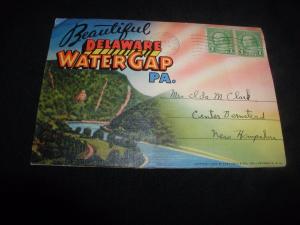 Beautiful
DELAWARE
WATER GAP
PA.
Mrs Ida M. Clark
Center Barnstead
New Hampshire